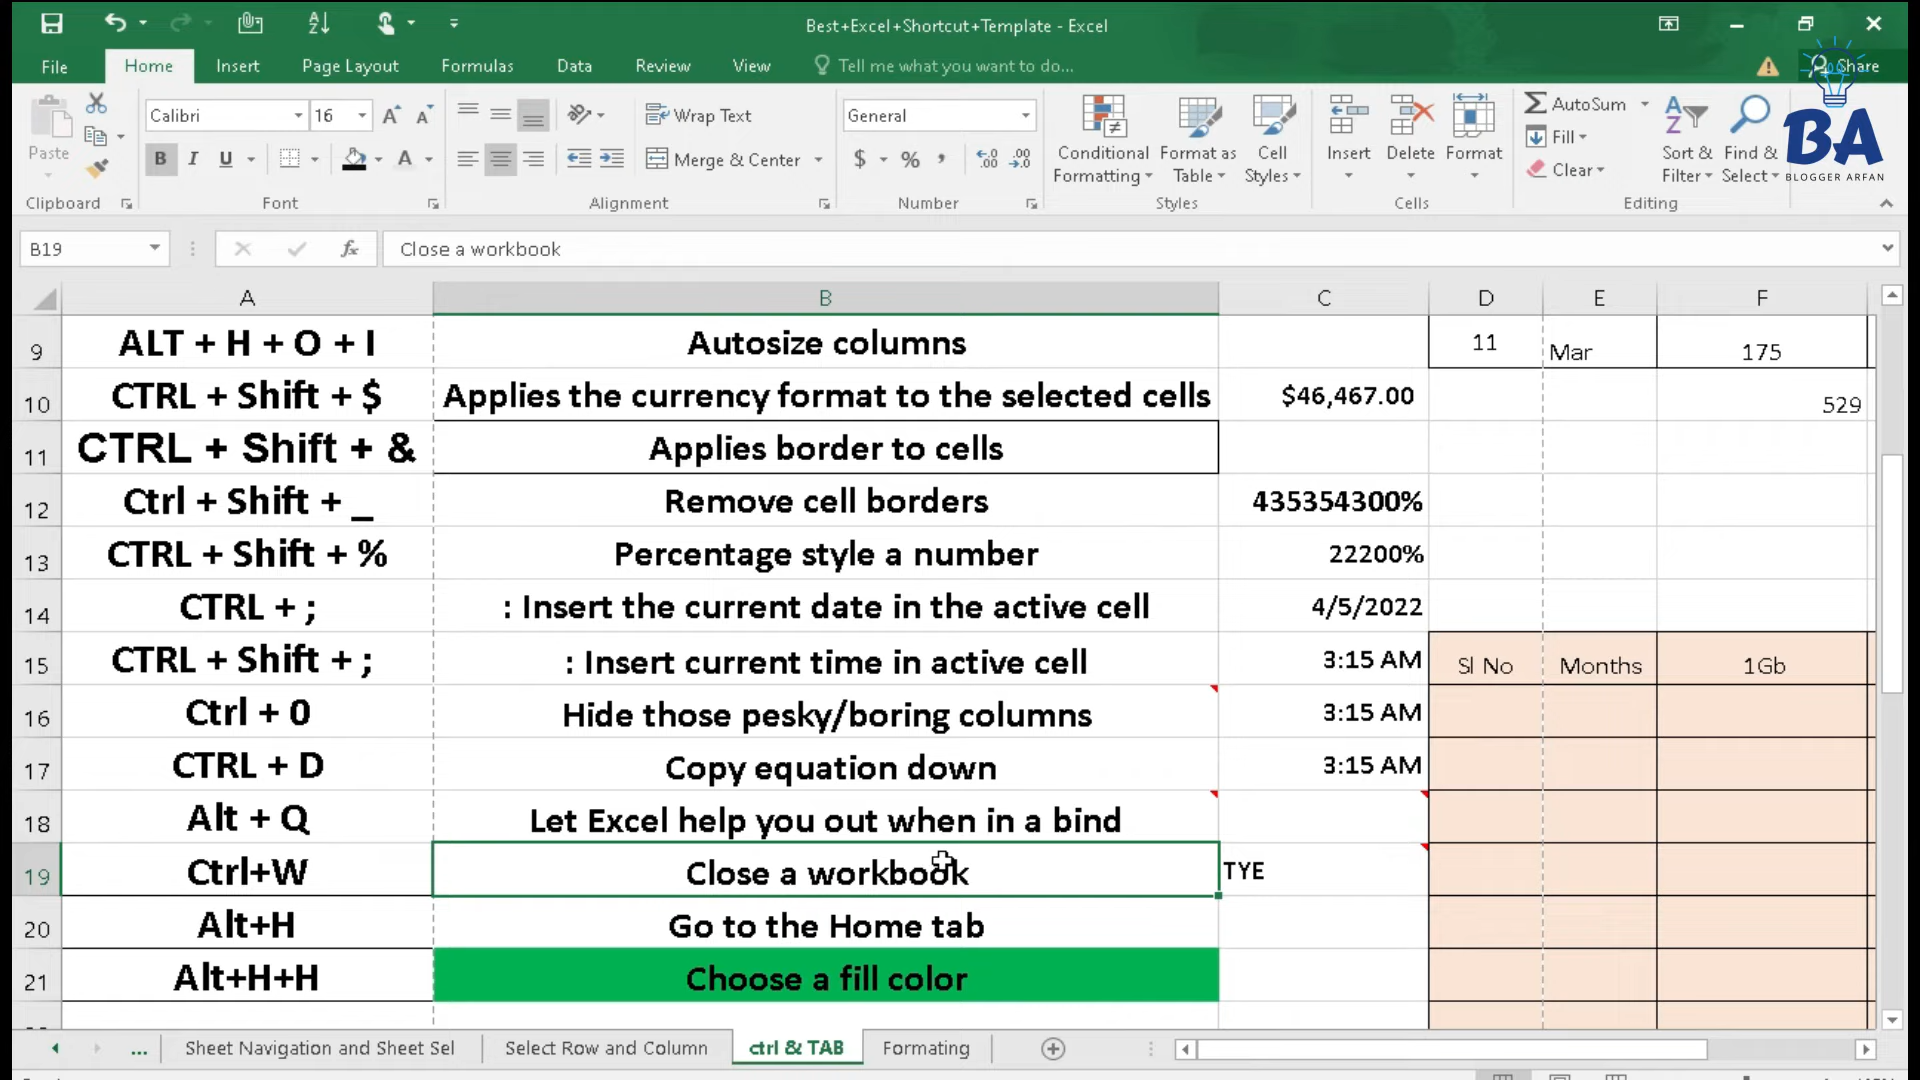 Best+Excel+Shortcut+Template - Excel
File Home Insert Page Layout Formulas Data Review View Tell me what you want to do... Share
Calibri 16 Wrap Text General AutoSum
Paste B I U A Merge & Center $ % Fill
Conditional Formatting Format as Table Cell Styles Insert Delete Format Clear Sort & Filter Find & Select
BA
BLOGGER ARFAN
Clipboard Font Alignment Number Styles Cells Editing
B19 fx Close a workbook
A B C D E F
9 ALT + H + O + I Autosize columns 11 Mar 175
10 CTRL + Shift + $ Applies the currency format to the selected cells $46,467.00 529
11 CTRL + Shift + & Applies border to cells
12 Ctrl + Shift + _ Remove cell borders 435354300%
13 CTRL + Shift + % Percentage style a number 22200%
14 CTRL + ; : Insert the current date in the active cell 4/5/2022
15 CTRL + Shift + ; : Insert current time in active cell 3:15 AM Sl No Months 1Gb
16 Ctrl + 0 Hide those pesky/boring columns 3:15 AM
17 CTRL + D Copy equation down 3:15 AM
18 Alt + Q Let Excel help you out when in a bind
19 Ctrl+W Close a workbook TYE
20 Alt+H Go to the Home tab
21 Alt+H+H Choose a fill color
... Sheet Navigation and Sheet Sel Select Row and Column ctrl & TAB Formating